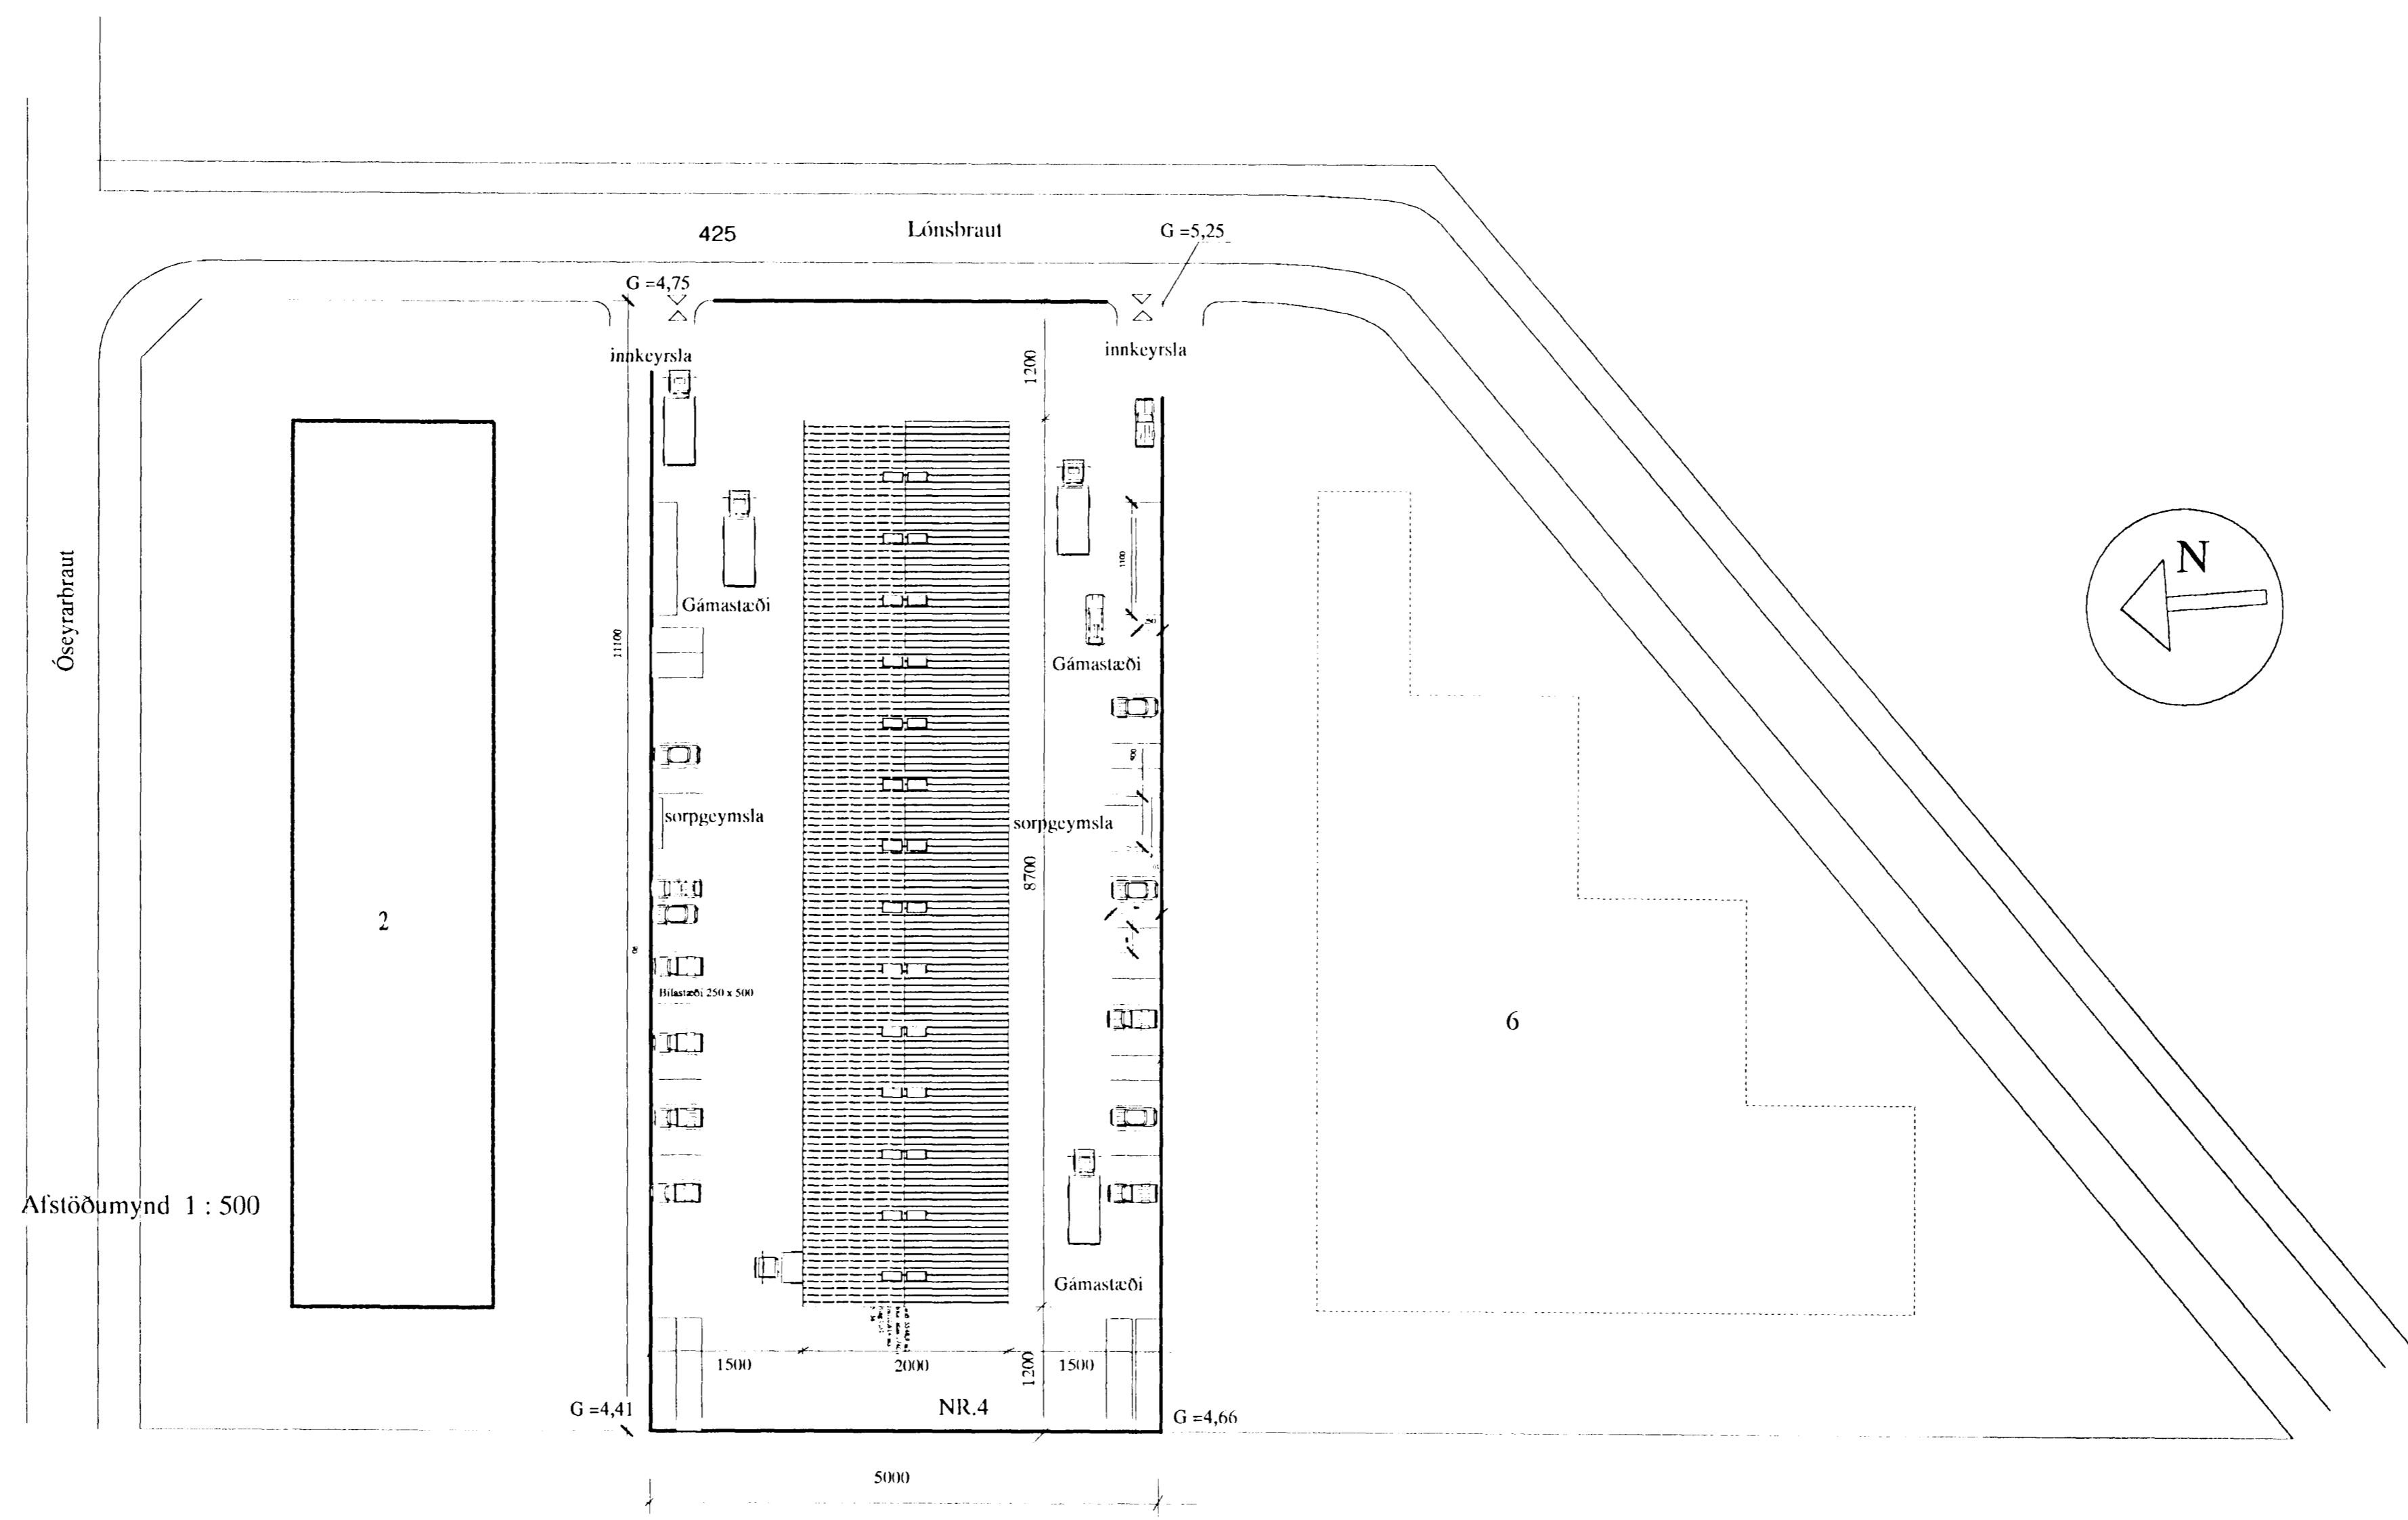 425
Lónsbraut
G =5,25
G =4,75
innkeyrsla
innkeyrsla
1200
N
1100
Gámastæði
Óseyrarbraut
11100
Gámastæði
sorpgeymsla
sorpgeymsla
8700
2
Bílastæði 250 x 500
6
Afstöðumynd 1 : 500
Gámastæði
1500
2000
1200
1500
G =4,41
NR.4
G =4,66
5000